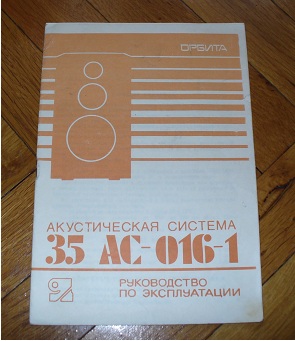 ОРБИТА
АКУСТИЧЕСКАЯ СИСТЕМА
35 АС-016-1
РУКОВОДСТВО
ПО ЭКСПЛУАТАЦИИ